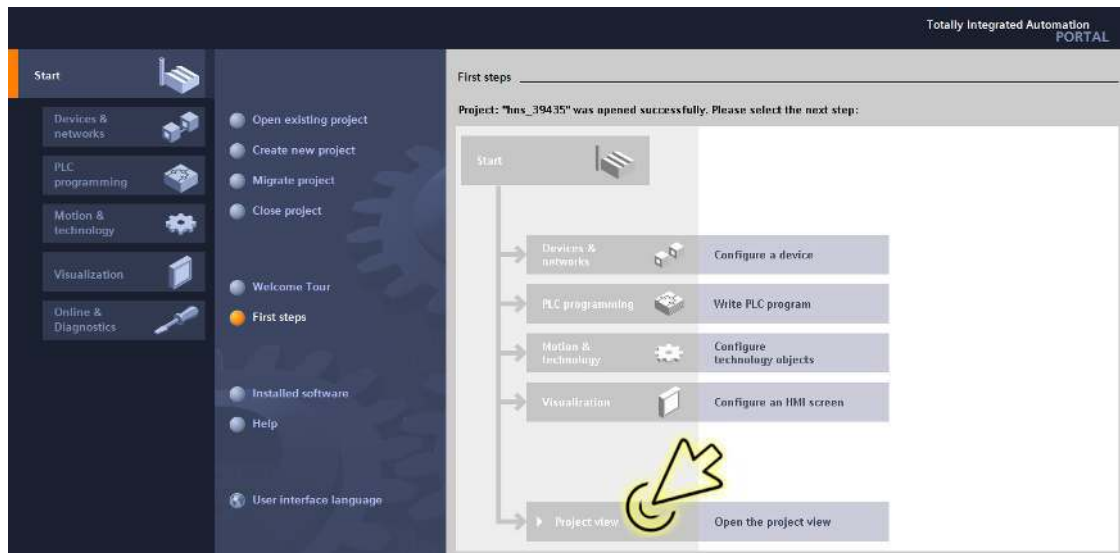 Totally Integrated Automation
PORTAL
Start
Devices &
networks
PLC
programming
Motion &
technology
Visualization
Online &
Diagnostics
Open existing project
Create new project
Migrate project
Close project
Welcome Tour
First steps
Installed software
Help
User interface language
First steps
Project: "hns_39435" was opened successfully. Please select the next step:
Start
Devices &
networks
Configure a device
PLC programming
Write PLC program
Motion &
technology
Configure
technology objects
Visualization
Configure an HMI screen
Project view
Open the project view